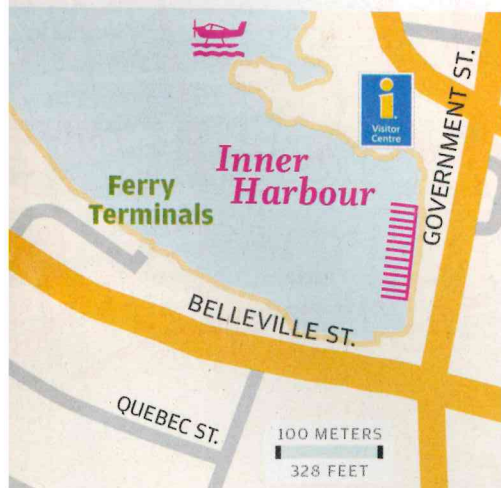 i
Visitor
Centre
GOVERNMENT ST.
Inner
Harbour
Ferry
Terminals
BELLEVILLE ST.
QUEBEC ST.
100 METERS
328 FEET